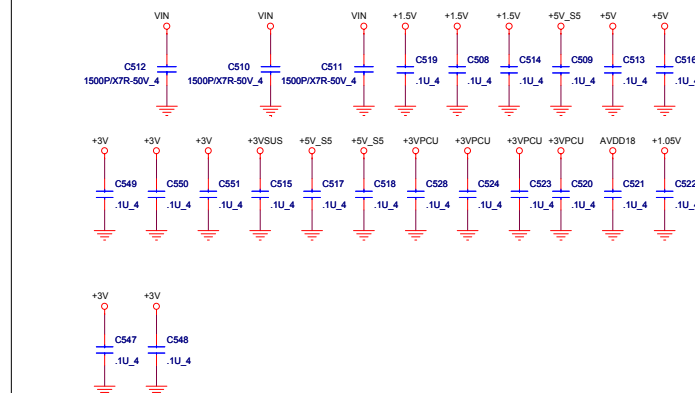 VIN VIN VIN +1.5V +1.5V +1.5V +5V_S5 +5V +5V
C512 C510 C511 C519 C508 C514 C509 C513 C516
1500P/X7R-50V_4 1500P/X7R-50V_4 1500P/X7R-50V_4 .1U_4 .1U_4 .1U_4 .1U_4 .1U_4 .1U_4
+3V +3V +3V +3VSUS +5V_S5 +5V_S5 +3VPCU +3VPCU +3VPCU +3VPCU AVDD18 +1.05V
C549 C550 C551 C515 C517 C518 C528 C524 C523 C520 C521 C522
.1U_4 .1U_4 .1U_4 .1U_4 .1U_4 .1U_4 .1U_4 .1U_4 .1U_4 .1U_4 .1U_4 .1U_4
+3V +3V
C547 C548
.1U_4 .1U_4